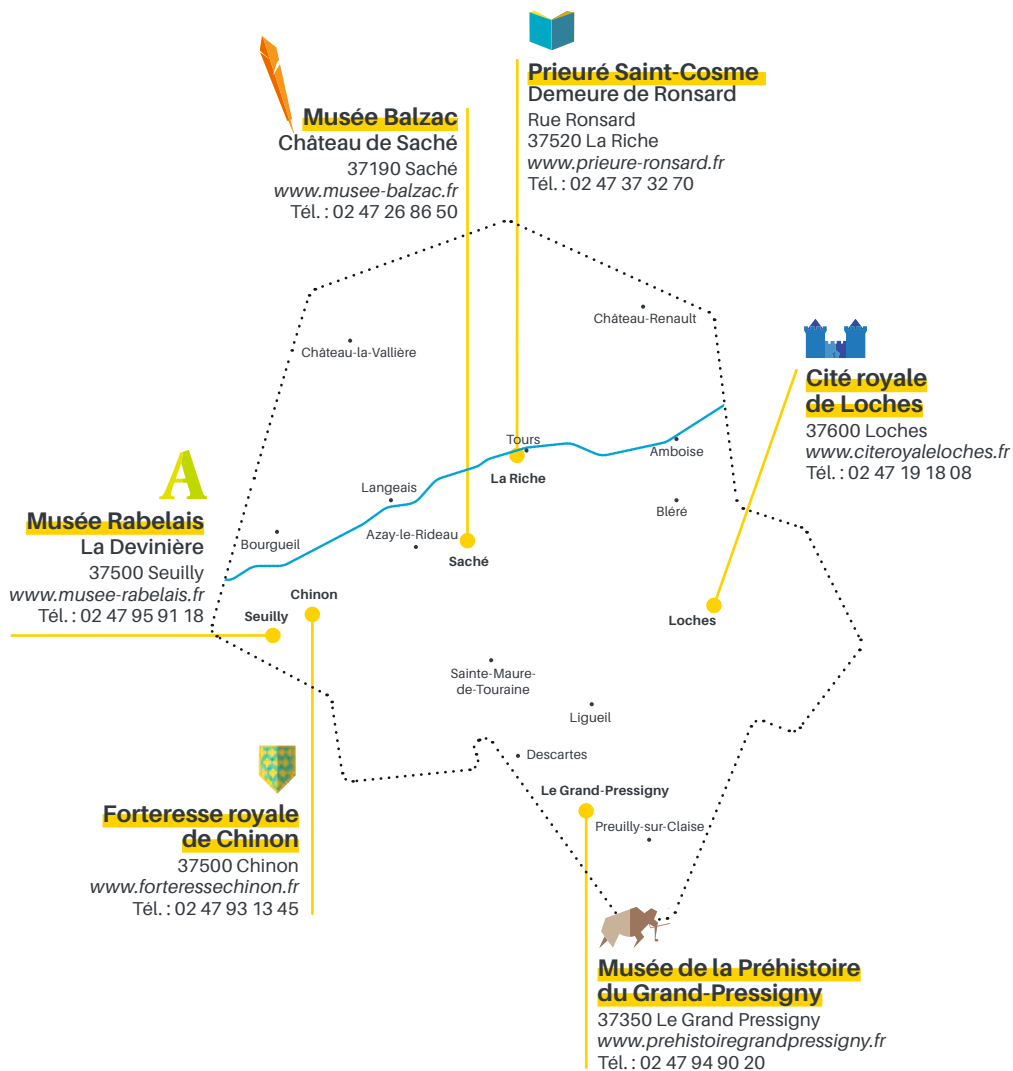 Prieuré Saint-Cosme
Demeure de Ronsard
Rue Ronsard
37520 La Riche
www.prieure-ronsard.fr
Tél. : 02 47 37 32 70
Musée Balzac
Château de Saché
37190 Saché
www.musee-balzac.fr
Tél. : 02 47 26 86 50
Château-Renault
Château-la-Vallière
Cité royale
de Loches
37600 Loches
www.citeroyaleloches.fr
Tél. : 02 47 19 18 08
Tours
Amboise
La Riche
Langeais
Bléré
A
Musée Rabelais
La Devinière
37500 Seuilly
www.musee-rabelais.fr
Tél. : 02 47 95 91 18
Bourgueil
Azay-le-Rideau
Saché
Chinon
Seuilly
Loches
Sainte-Maure-
de-Touraine
Ligueil
Descartes
Le Grand-Pressigny
Preuilly-sur-Claise
Forteresse royale
de Chinon
37500 Chinon
www.forteressechinon.fr
Tél. : 02 47 93 13 45
Musée de la Préhistoire
du Grand-Pressigny
37350 Le Grand Pressigny
www.prehistoiregrandpressigny.fr
Tél. : 02 47 94 90 20